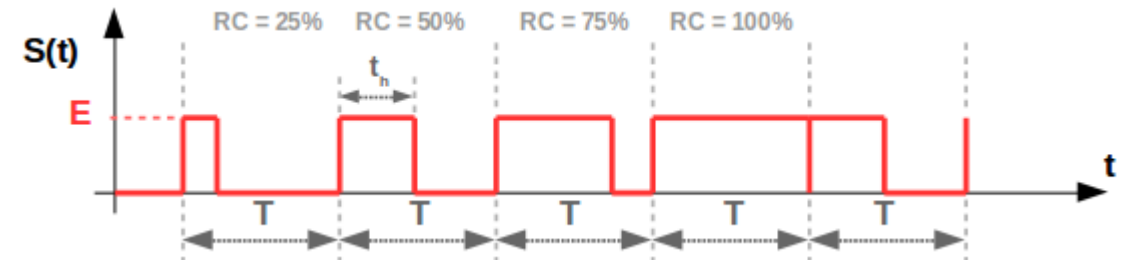 RC = 25% RC = 50% RC = 75% RC = 100%
S(t)
th
E
t
T T T T T